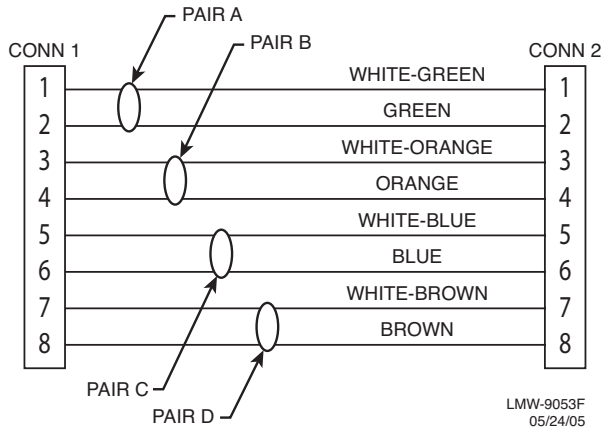 PAIR A
PAIR B
CONN 1
CONN 2
1 WHITE-GREEN 1
2 GREEN 2
3 WHITE-ORANGE 3
4 ORANGE 4
5 WHITE-BLUE 5
6 BLUE 6
7 WHITE-BROWN 7
8 BROWN 8
PAIR C
PAIR D
LMW-9053F
05/24/05